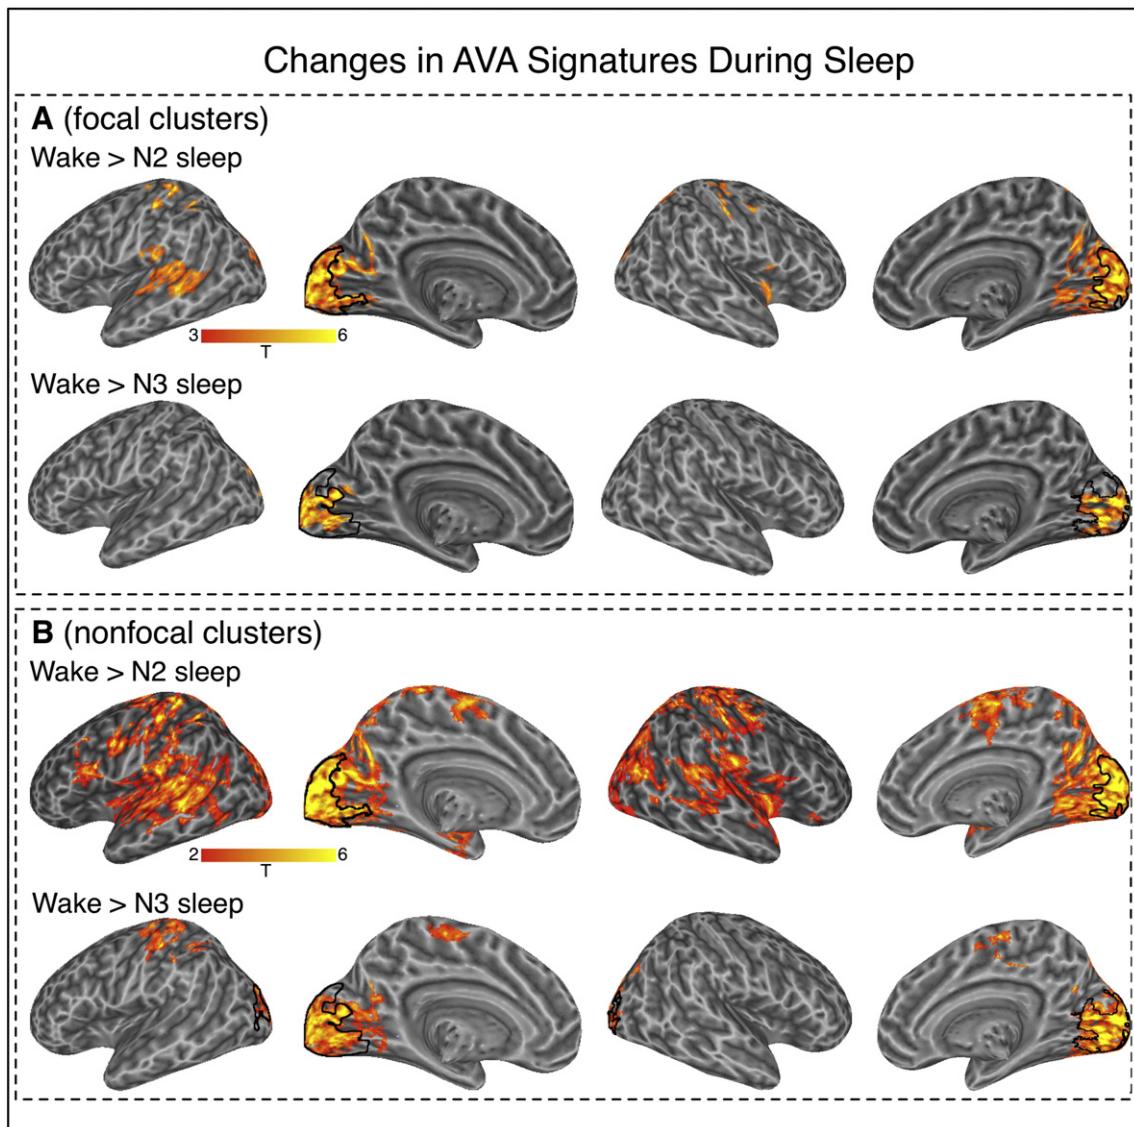 Changes in AVA Signatures During Sleep
A (focal clusters)
Wake > N2 sleep
3 6
T
Wake > N3 sleep
B (nonfocal clusters)
Wake > N2 sleep
2 6
T
Wake > N3 sleep